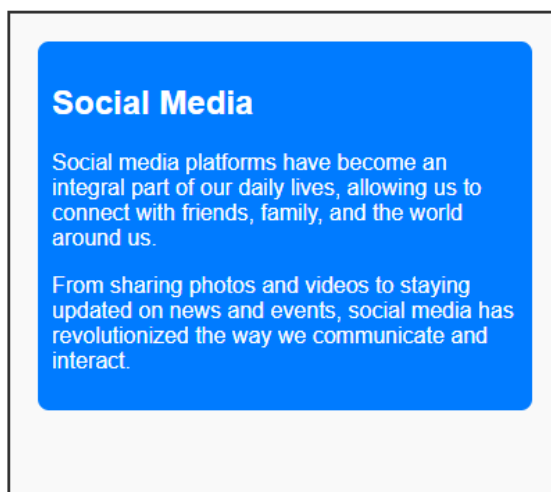 Social Media
Social media platforms have become an
integral part of our daily lives, allowing us to
connect with friends, family, and the world
around us.
From sharing photos and videos to staying
updated on news and events, social media has
revolutionized the way we communicate and
interact.